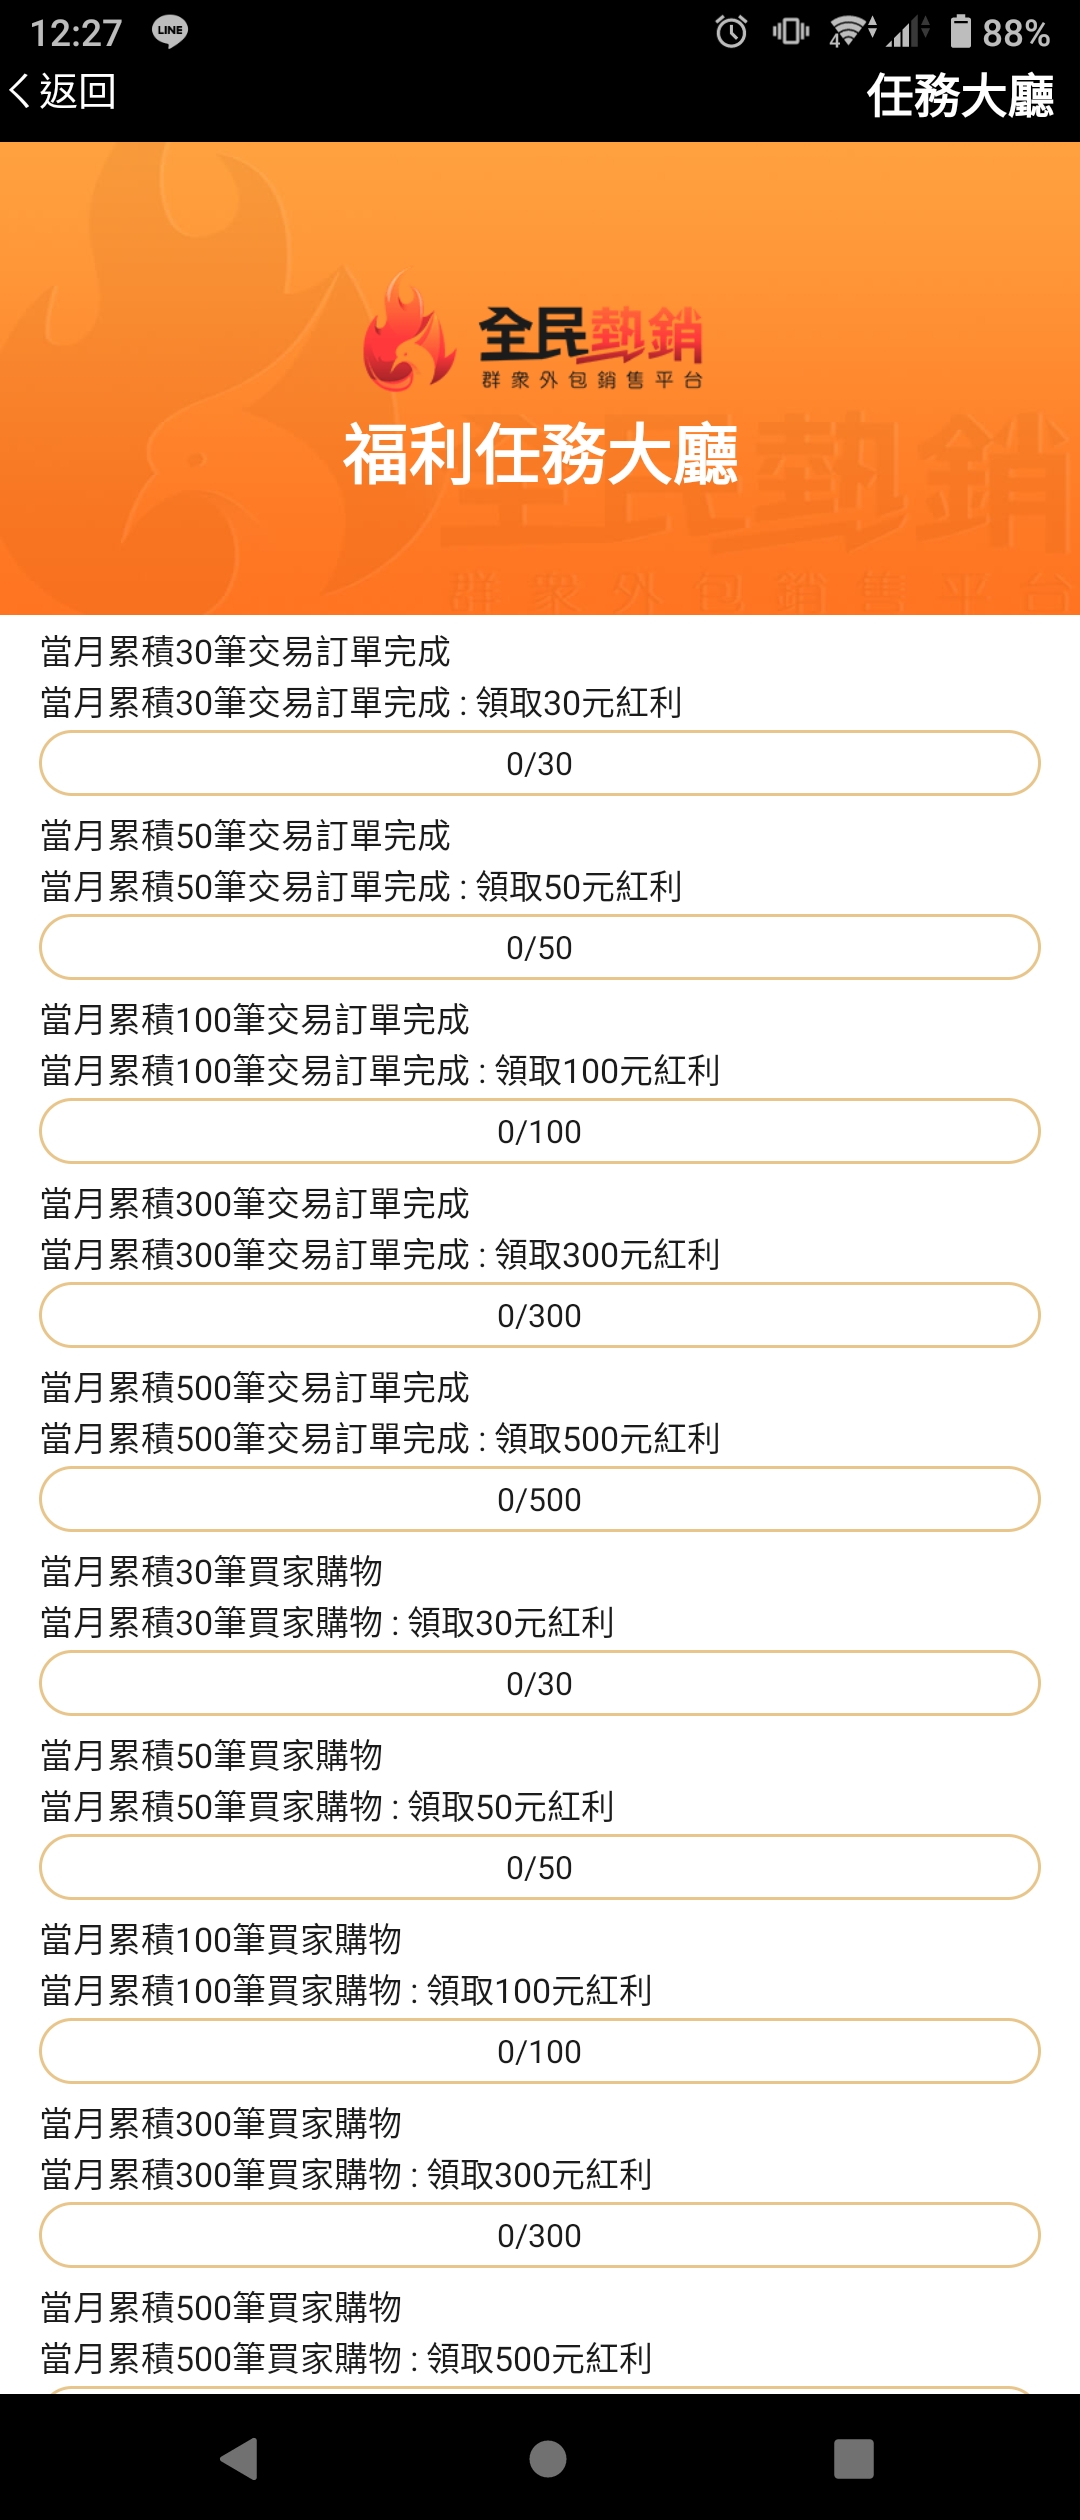 12:27 LINE 4 88%
返回 任務大廳
全民熱銷
群眾外包銷售平台
福利任務大廳
全民熱銷
群眾外包銷售平台
當月累積30筆交易訂單完成
當月累積30筆交易訂單完成 : 領取30元紅利
0/30
當月累積50筆交易訂單完成
當月累積50筆交易訂單完成 : 領取50元紅利
0/50
當月累積100筆交易訂單完成
當月累積100筆交易訂單完成 : 領取100元紅利
0/100
當月累積300筆交易訂單完成
當月累積300筆交易訂單完成 : 領取300元紅利
0/300
當月累積500筆交易訂單完成
當月累積500筆交易訂單完成 : 領取500元紅利
0/500
當月累積30筆買家購物
當月累積30筆買家購物 : 領取30元紅利
0/30
當月累積50筆買家購物
當月累積50筆買家購物 : 領取50元紅利
0/50
當月累積100筆買家購物
當月累積100筆買家購物 : 領取100元紅利
0/100
當月累積300筆買家購物
當月累積300筆買家購物 : 領取300元紅利
0/300
當月累積500筆買家購物
當月累積500筆買家購物 : 領取500元紅利